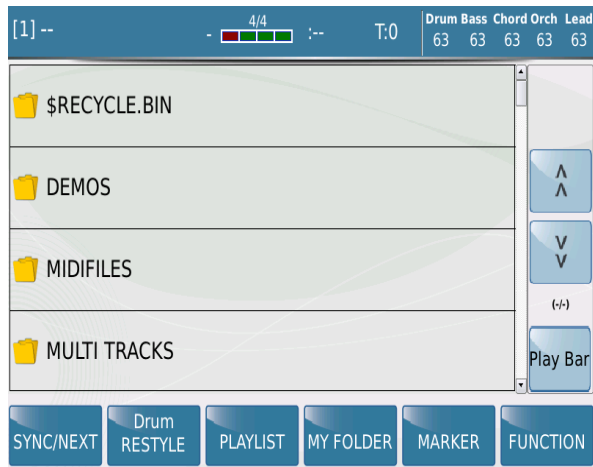 [1] --
- 4/4 :-- T:0
Drum Bass Chord Orch Lead
63 63 63 63 63
$RECYCLE.BIN
DEMOS
MIDIFILES
MULTI TRACKS
(-/-)
Play Bar
SYNC/NEXT
Drum
RESTYLE
PLAYLIST
MY FOLDER
MARKER
FUNCTION